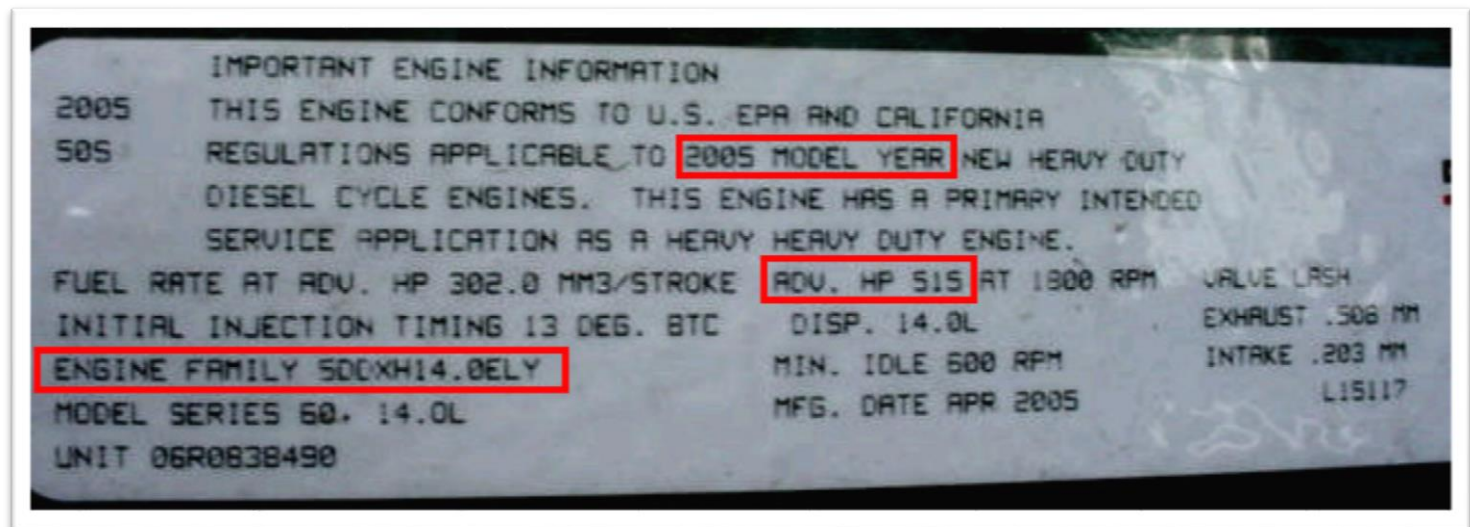 IMPORTANT ENGINE INFORMATION
2005 THIS ENGINE CONFORMS TO U.S. EPA AND CALIFORNIA
50S REGULATIONS APPLICABLE TO 2005 MODEL YEAR NEW HEAVY DUTY
DIESEL CYCLE ENGINES. THIS ENGINE HAS A PRIMARY INTENDED
SERVICE APPLICATION AS A HEAVY HEAVY DUTY ENGINE.
FUEL RATE AT ADV. HP 302.0 MM3/STROKE ADV. HP 515 AT 1800 RPM VALVE LASH
INITIAL INJECTION TIMING 13 DEG. BTC DISP. 14.0L EXHAUST .508 MM
ENGINE FAMILY 5DDXH14.0ELY MIN. IDLE 600 RPM INTAKE .203 MM
MODEL SERIES 60, 14.0L MFG. DATE APR 2005 L15117
UNIT 06R0838490